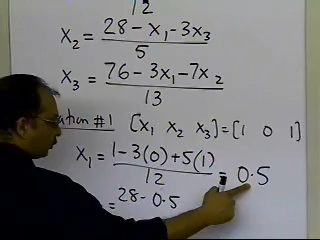 12
x₂ = 28 - x₁ - 3x₃ / 5
x₃ = 76 - 3x₁ - 7x₂ / 13
#1 [x₁ x₂ x₃] = [1 0 1]
x₁ = 1 - 3(0) + 5(1) / 12 = 0.5
= 28 - 0.5